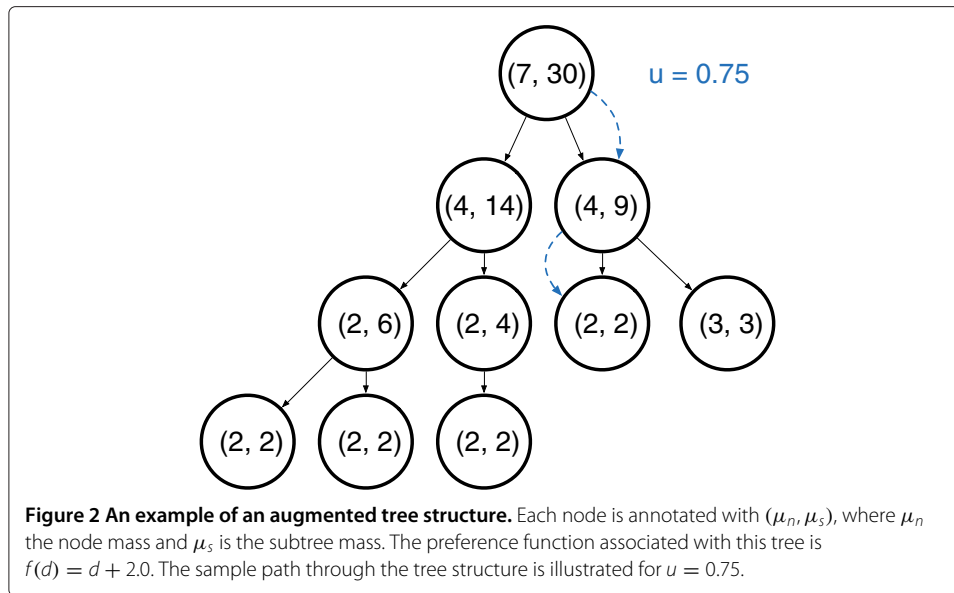 (7, 30)
u = 0.75
(4, 14)
(4, 9)
(2, 6)
(2, 4)
(2, 2)
(3, 3)
(2, 2)
(2, 2)
(2, 2)
Figure 2 An example of an augmented tree structure. Each node is annotated with (μn, μs), where μn
the node mass and μs is the subtree mass. The preference function associated with this tree is
f(d) = d + 2.0. The sample path through the tree structure is illustrated for u = 0.75.